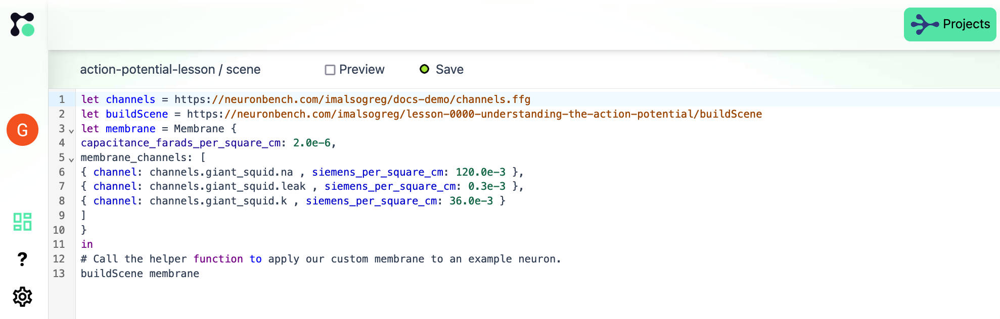 Projects
action-potential-lesson / scene
Preview
Save
G
?
1 let channels = https://neuronbench.com/imalsogreg/docs-demo/channels.ffg
2 let buildScene = https://neuronbench.com/imalsogreg/lesson-0000-understanding-the-action-potential/buildScene
3 let membrane = Membrane {
4 capacitance_farads_per_square_cm: 2.0e-6,
5 membrane_channels: [
6 { channel: channels.giant_squid.na , siemens_per_square_cm: 120.0e-3 },
7 { channel: channels.giant_squid.leak , siemens_per_square_cm: 0.3e-3 },
8 { channel: channels.giant_squid.k , siemens_per_square_cm: 36.0e-3 }
9 ]
10 }
11 in
12 # Call the helper function to apply our custom membrane to an example neuron.
13 buildScene membrane